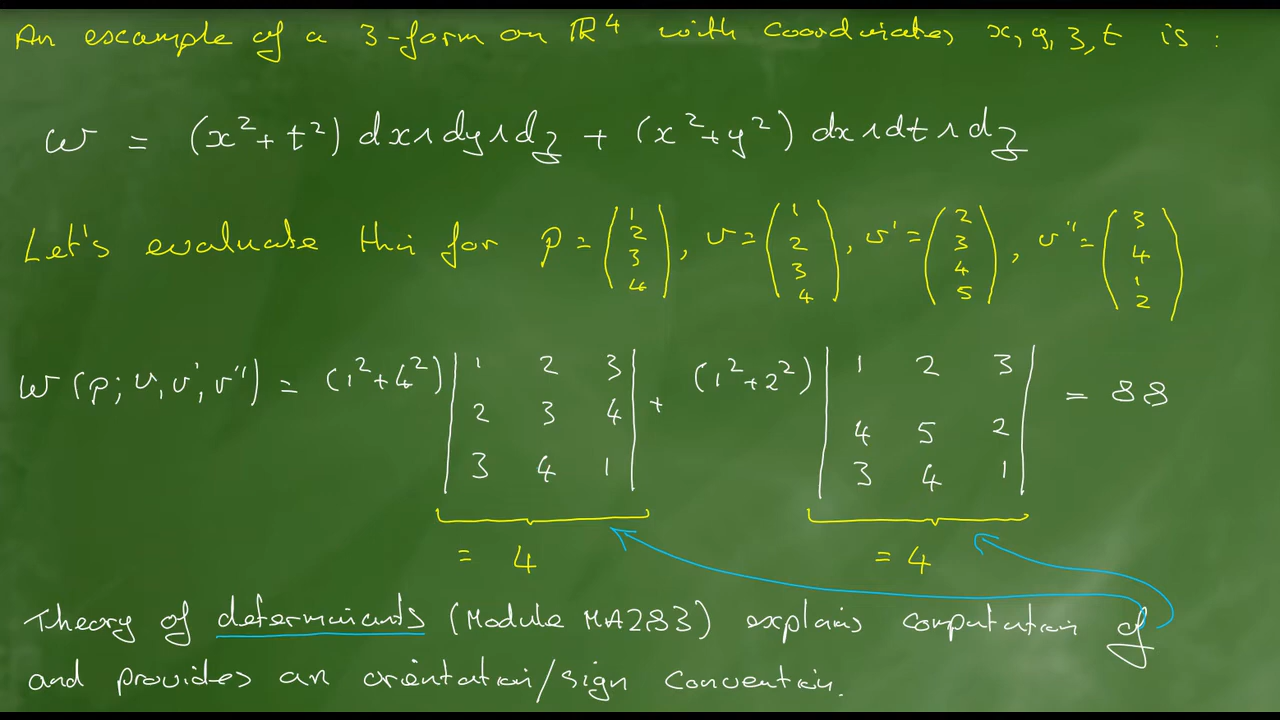 An example of a 3-form on ℝ⁴ with coordinates x, y, z, t is :
ω = (x² + t²) dx∧dy∧dz + (x² + y²) dx∧dt∧dz
Let's evaluate this for p = (1 2 3 4), v = (1 2 3 4), v' = (2 3 4 5), v'' = (3 4 1 2)
ω (p; v, v', v'') = (1² + 4²) |1 2 3; 2 3 4; 3 4 1| + (1² + 2²) |1 2 3; 4 5 2; 3 4 1| = 88
= 4 = 4
Theory of determinants (Module MA283) explains computation of
and provides an orientation/sign convention.